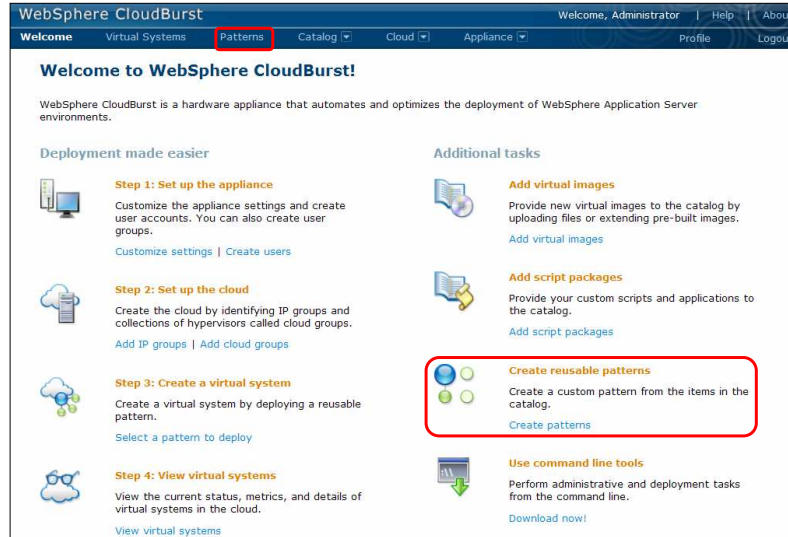 WebSphere CloudBurst
Welcome, Administrator | Help | Abou
Welcome Virtual Systems Patterns Catalog Cloud Appliance Profile Logou
Welcome to WebSphere CloudBurst!
WebSphere CloudBurst is a hardware appliance that automates and optimizes the deployment of WebSphere Application Server
environments.
Deployment made easier
Step 1: Set up the appliance
Customize the appliance settings and create
user accounts. You can also create user
groups.
Customize settings | Create users
Step 2: Set up the cloud
Create the cloud by identifying IP groups and
collections of hypervisors called cloud groups.
Add IP groups | Add cloud groups
Step 3: Create a virtual system
Create a virtual system by deploying a reusable
pattern.
Select a pattern to deploy
Step 4: View virtual systems
View the current status, metrics, and details of
virtual systems in the cloud.
View virtual systems
Additional tasks
Add virtual images
Provide new virtual images to the catalog by
uploading files or extending pre-built images.
Add virtual images
Add script packages
Provide your custom scripts and applications to
the catalog.
Add script packages
Create reusable patterns
Create a custom pattern from the items in the
catalog.
Create patterns
Use command line tools
Perform administrative and deployment tasks
from the command line.
Download now!